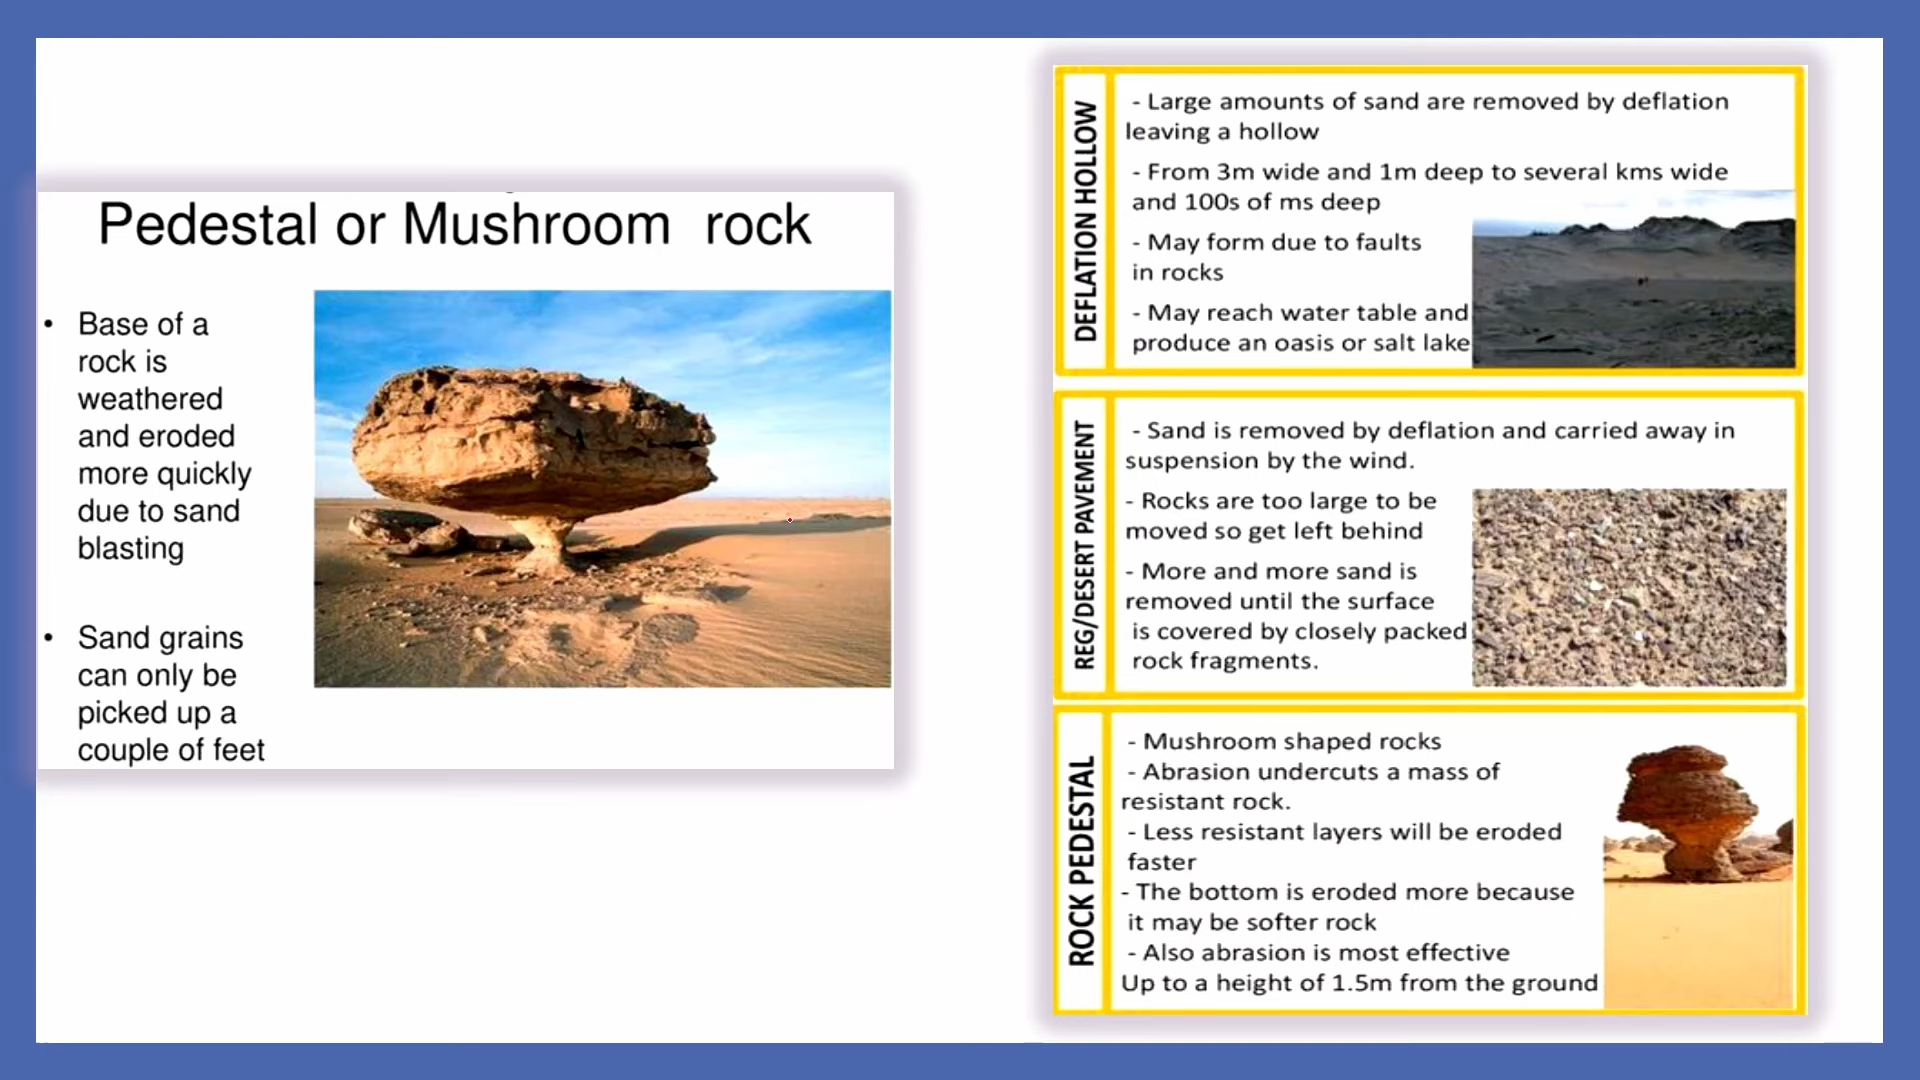 Pedestal or Mushroom rock
• Base of a
rock is
weathered
and eroded
more quickly
due to sand
blasting
• Sand grains
can only be
picked up a
couple of feet
DEFLATION HOLLOW
- Large amounts of sand are removed by deflation
leaving a hollow
- From 3m wide and 1m deep to several kms wide
and 100s of ms deep
- May form due to faults
in rocks
- May reach water table and
produce an oasis or salt lake
REG/DESERT PAVEMENT
- Sand is removed by deflation and carried away in
suspension by the wind.
- Rocks are too large to be
moved so get left behind
- More and more sand is
removed until the surface
is covered by closely packed
rock fragments.
ROCK PEDESTAL
- Mushroom shaped rocks
- Abrasion undercuts a mass of
resistant rock.
- Less resistant layers will be eroded
faster
- The bottom is eroded more because
it may be softer rock
- Also abrasion is most effective
Up to a height of 1.5m from the ground